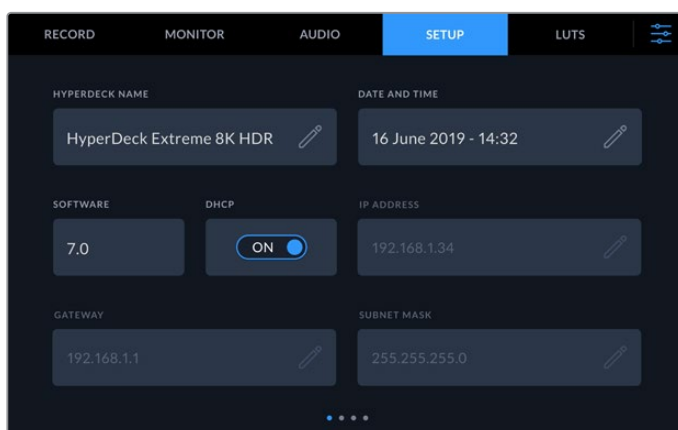 RECORD MONITOR AUDIO SETUP LUTS
HYPERDECK NAME DATE AND TIME
HyperDeck Extreme 8K HDR 16 June 2019 - 14:32
SOFTWARE DHCP IP ADDRESS
7.0 ON 192.168.1.34
GATEWAY SUBNET MASK
192.168.1.1 255.255.255.0